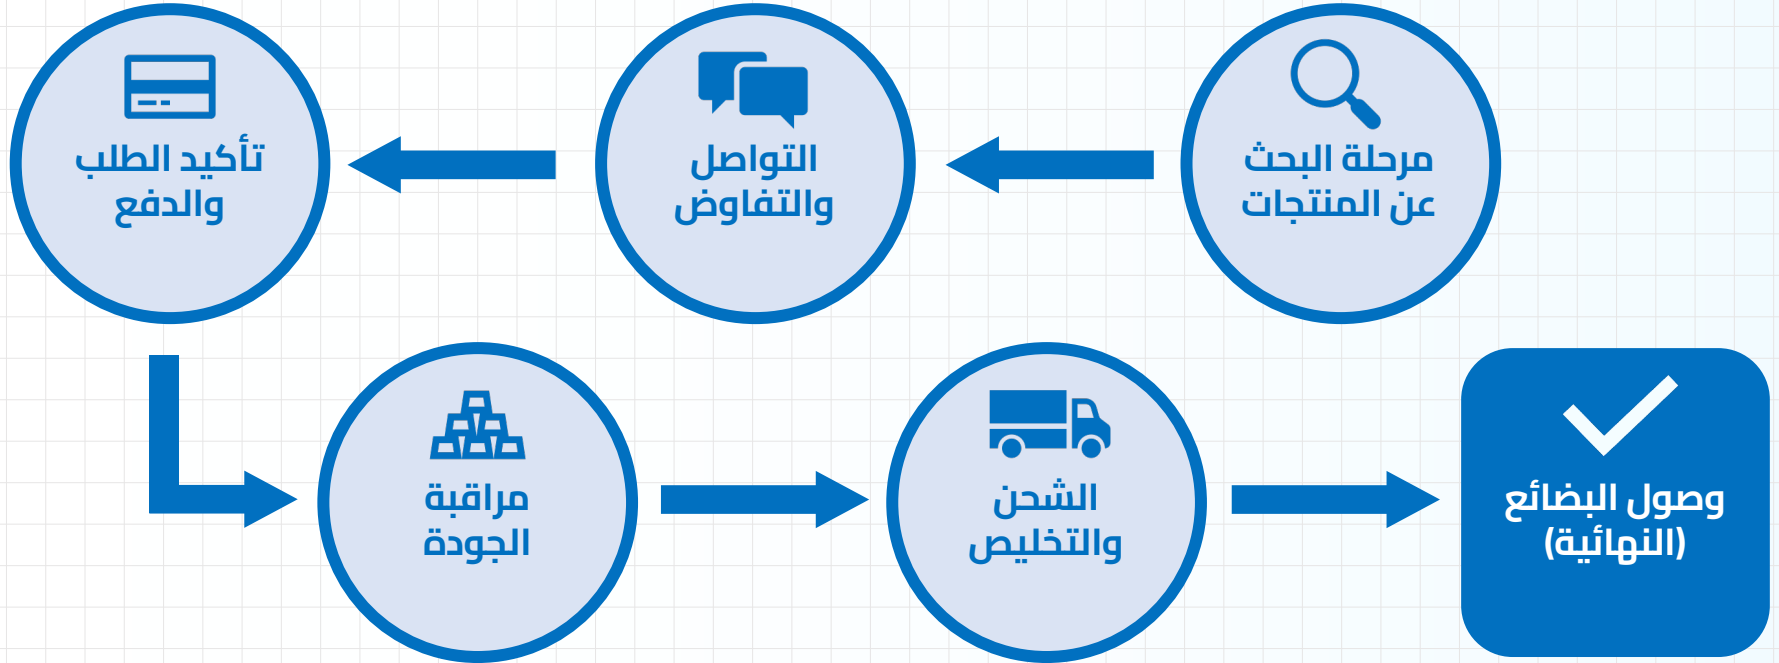 مرحلة البحث
عن المنتجات
التواصل
والتفاوض
تأكيد الطلب
والدفع
مراقبة
الجودة
الشحن
والتخليص
وصول البضائع
(النهائية)